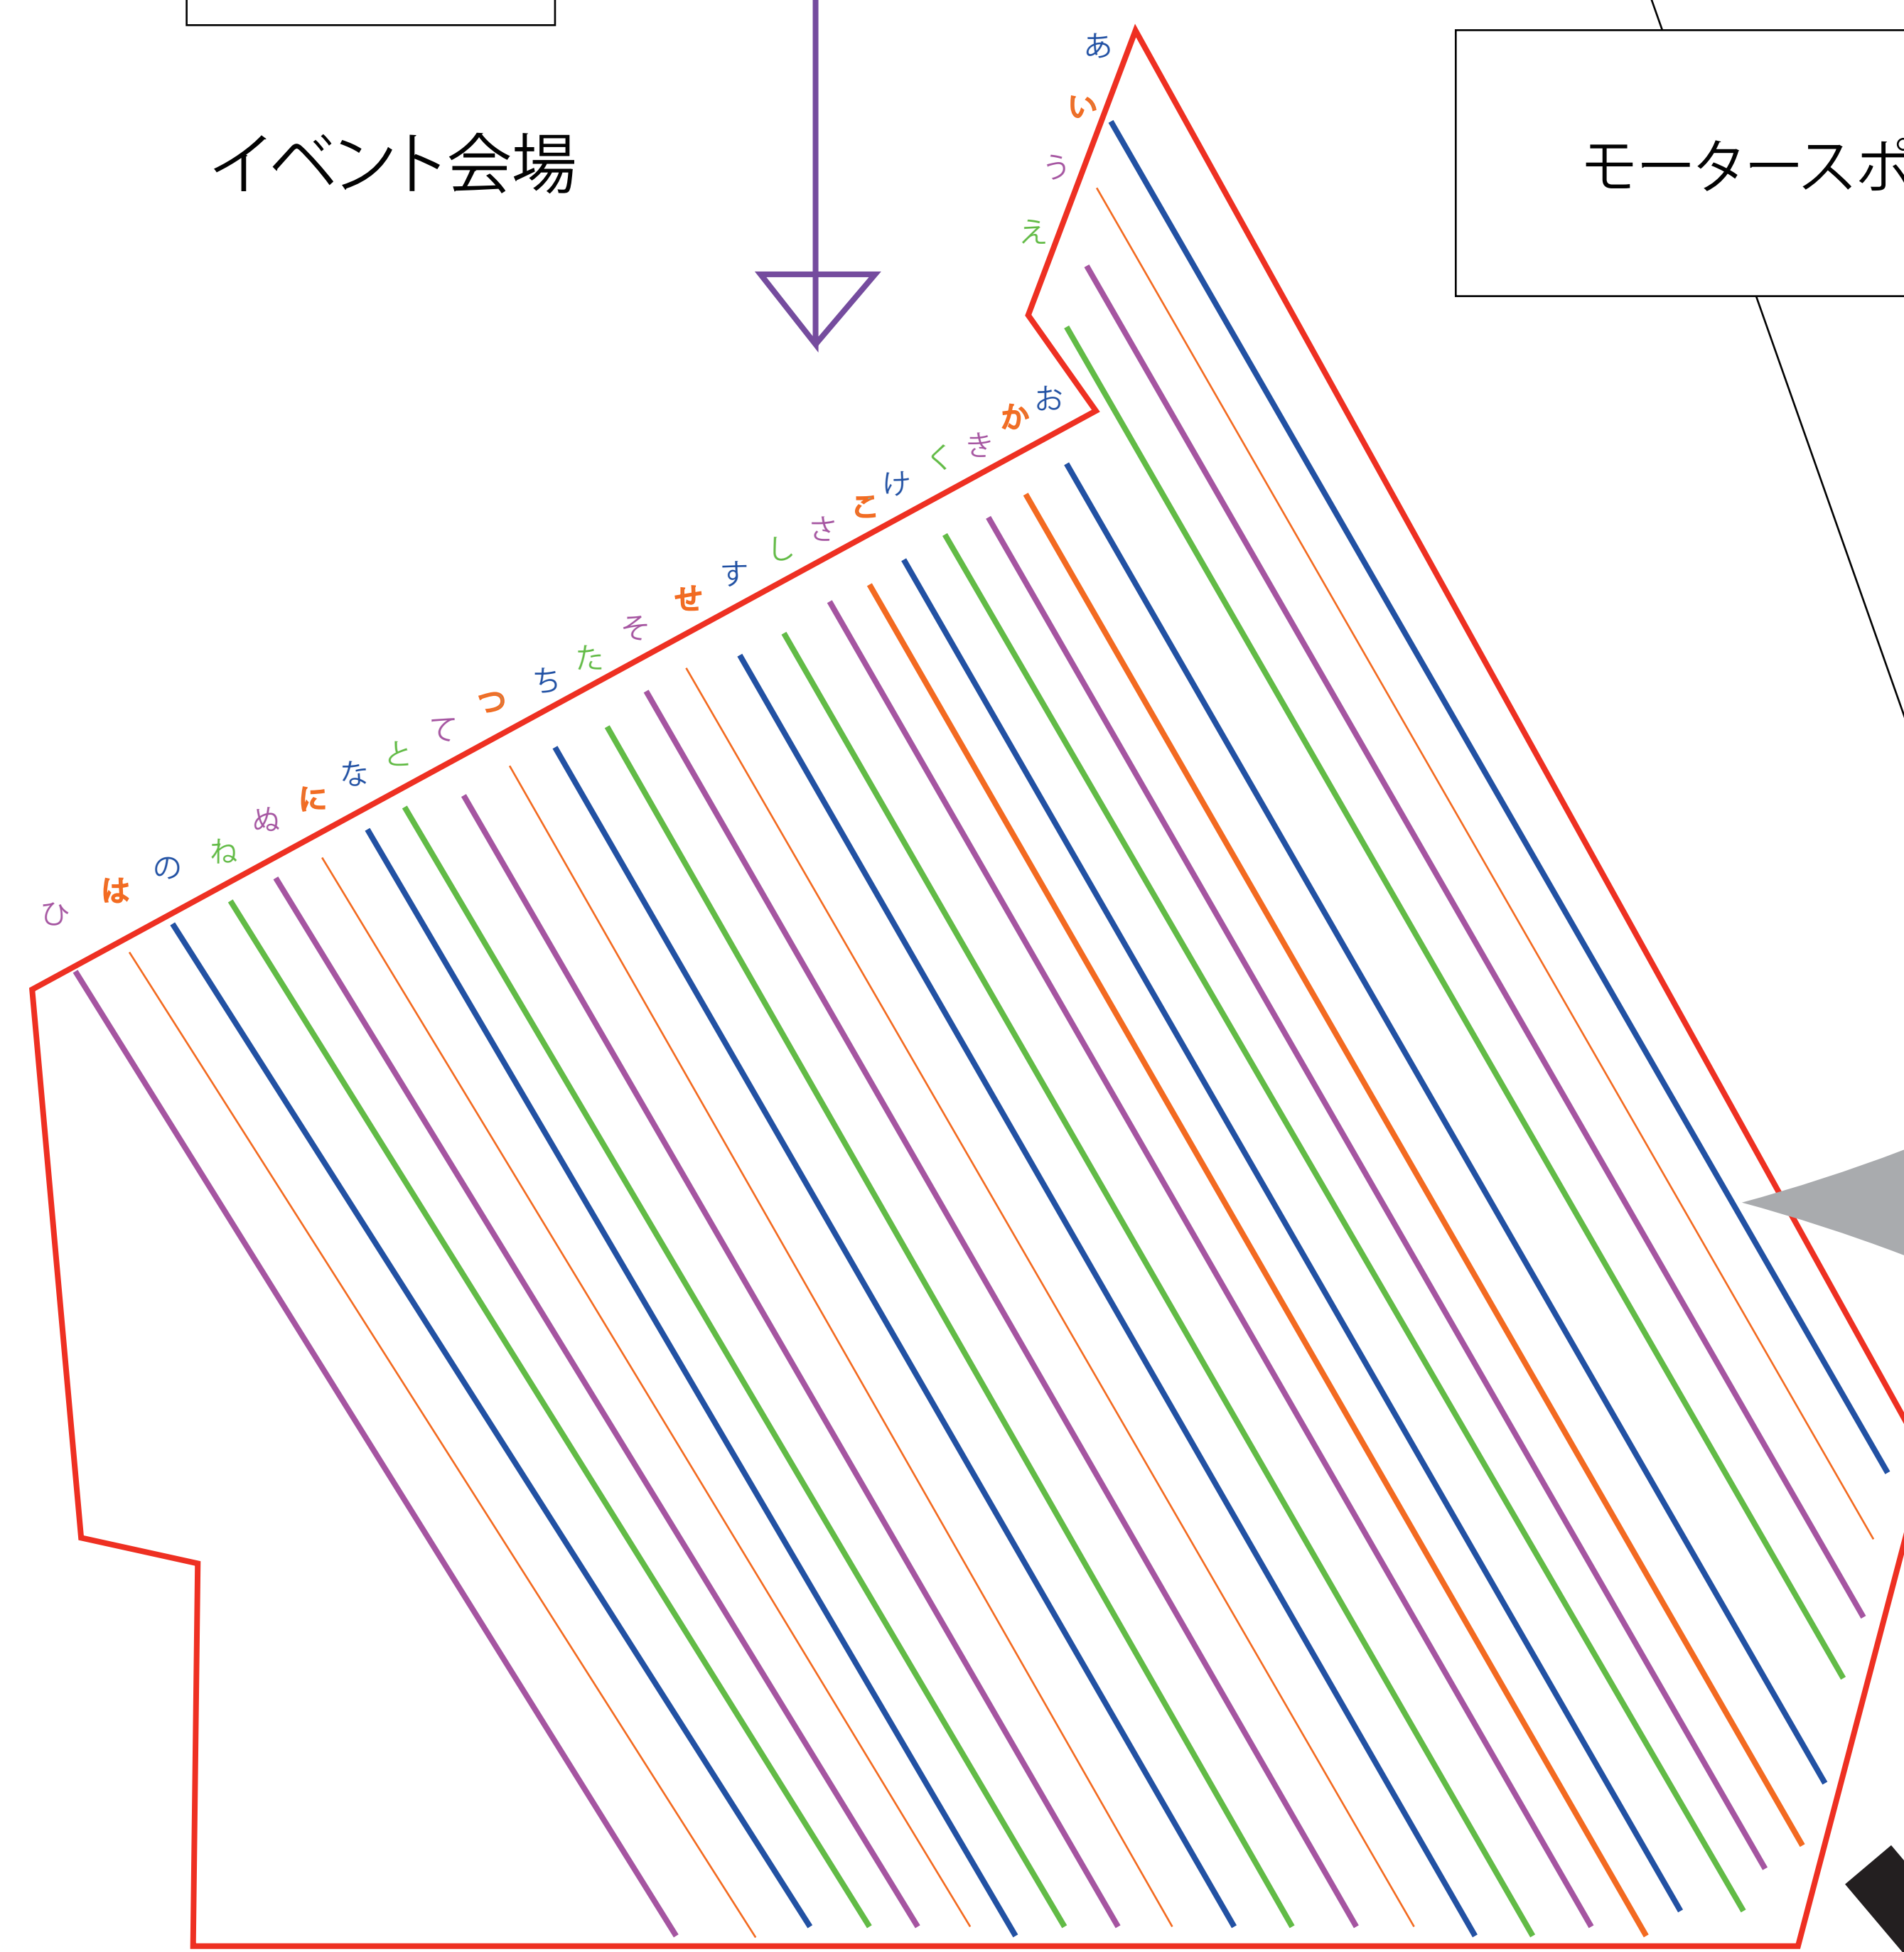 イベント会場
モータースポ
あ
い
う
え
お
か
き
く
け
こ
さ
し
す
せ
そ
た
ち
つ
て
と
な
に
ぬ
ね
の
は
ひ